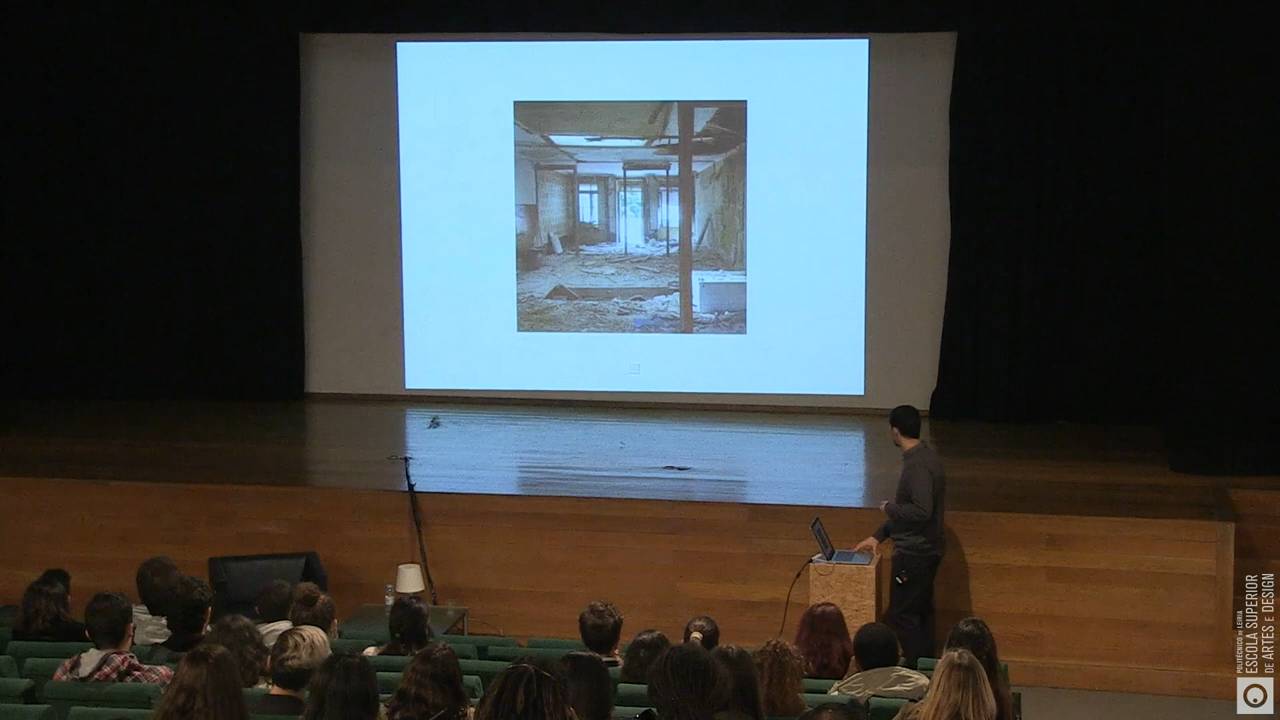 POLITÉCNICO DE LEIRIA
ESCOLA SUPERIOR
DE ARTES E DESIGN